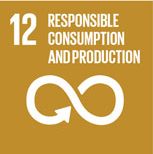 12 RESPONSIBLE
CONSUMPTION
AND PRODUCTION